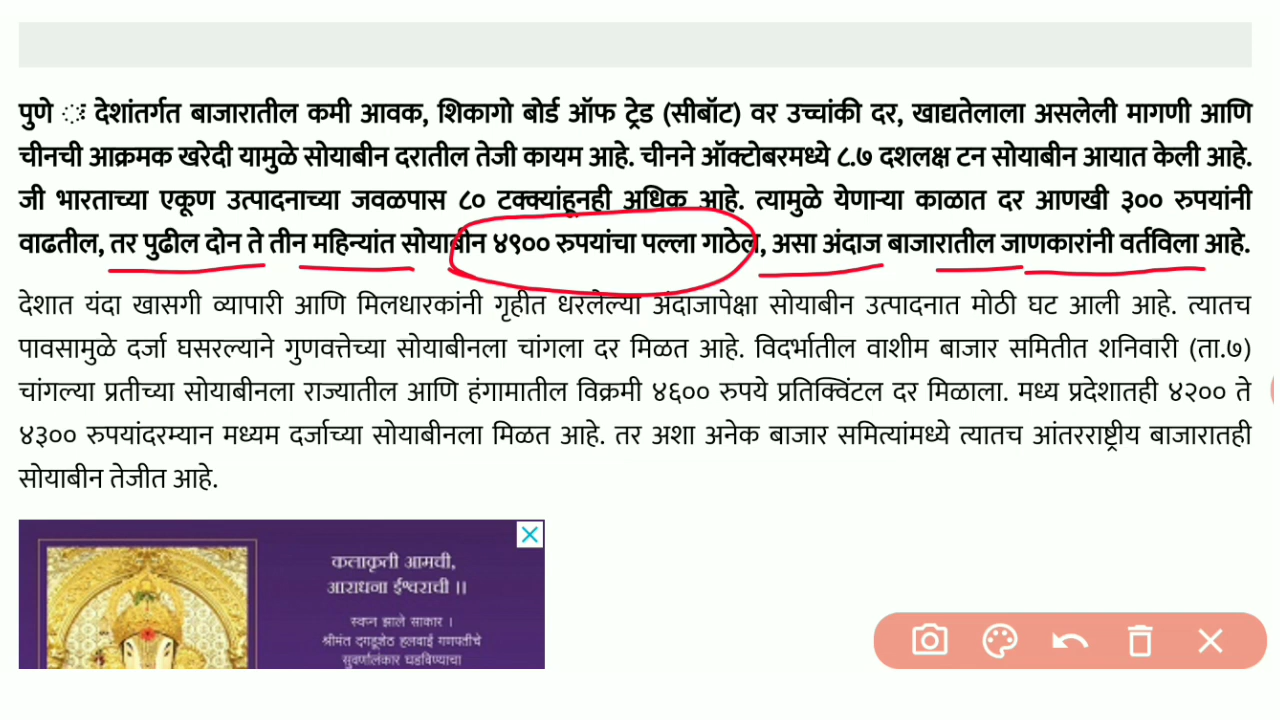 पुणे ः देशांतर्गत बाजारातील कमी आवक, शिकागो बोर्ड ऑफ ट्रेड (सीबॉट) वर उच्चांकी दर, खाद्यतेलाला असलेली मागणी आणि
चीनची आक्रमक खरेदी यामुळे सोयाबीन दरातील तेजी कायम आहे. चीनने ऑक्टोबरमध्ये ८.७ दशलक्ष टन सोयाबीन आयात केली आहे.
जी भारताच्या एकूण उत्पादनाच्या जवळपास ८० टक्क्यांहूनही अधिक आहे. त्यामुळे येणाऱ्या काळात दर आणखी ३०० रुपयांनी
वाढतील, तर पुढील दोन ते तीन महिन्यांत सोयाबीन ४९०० रुपयांचा पल्ला गाठेल, असा अंदाज बाजारातील जाणकारांनी वर्तविला आहे.
देशात यंदा खासगी व्यापारी आणि मिलधारकांनी गृहीत धरलेल्या अंदाजापेक्षा सोयाबीन उत्पादनात मोठी घट आली आहे. त्यातच
पावसामुळे दर्जा घसरल्याने गुणवत्तेच्या सोयाबीनला चांगला दर मिळत आहे. विदर्भातील वाशीम बाजार समितीत शनिवारी (ता.७)
चांगल्या प्रतीच्या सोयाबीनला राज्यातील आणि हंगामातील विक्रमी ४६०० रुपये प्रतिक्विंटल दर मिळाला. मध्य प्रदेशातही ४२०० ते
४३०० रुपयांदरम्यान मध्यम दर्जाच्या सोयाबीनला मिळत आहे. तर अशा अनेक बाजार समित्यांमध्ये त्यातच आंतरराष्ट्रीय बाजारातही
सोयाबीन तेजीत आहे.
कलाकृती आमची,
आराधना ईश्वराची ।।
स्वप्न झाले साकार ।
श्रीमंत दगडूशेठ हलवाई गणपतीचे
सुवर्णालंकार घडविण्याचा